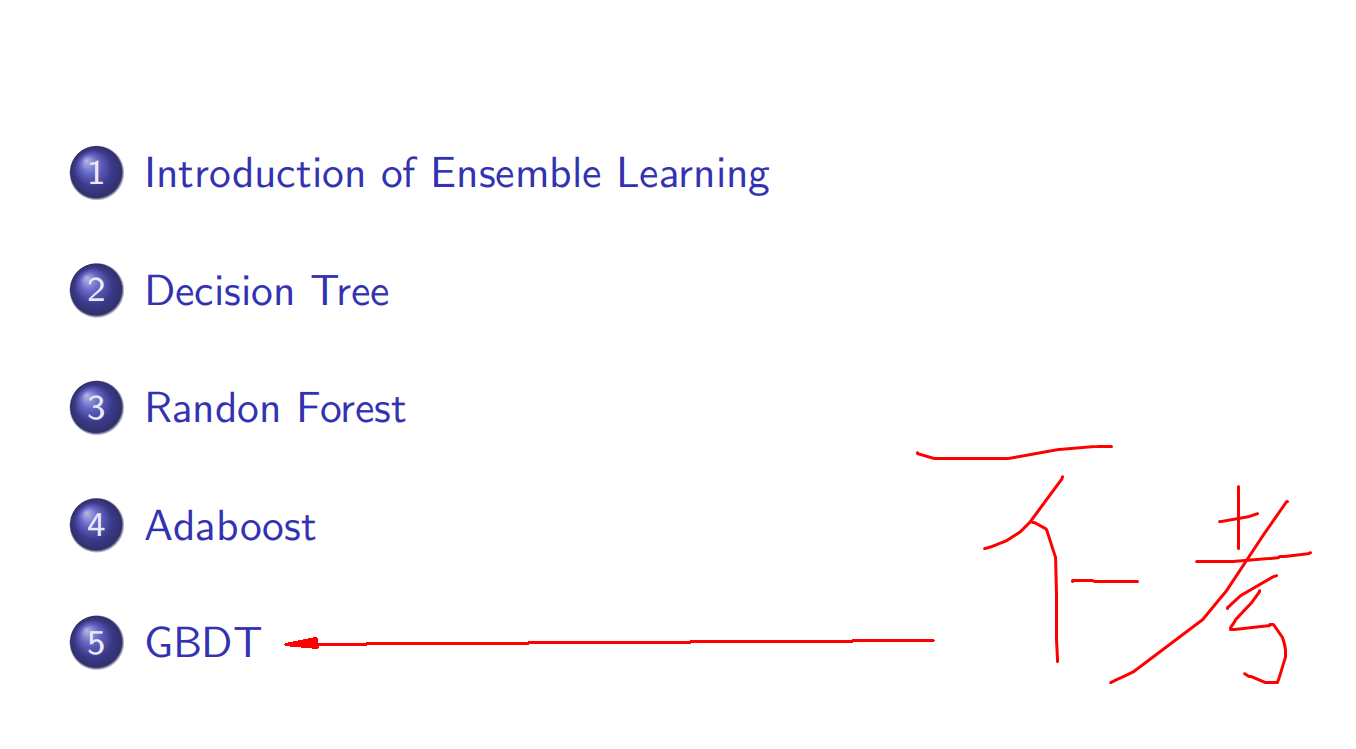 1 Introduction of Ensemble Learning
2 Decision Tree
3 Randon Forest
4 Adaboost
5 GBDT
不考